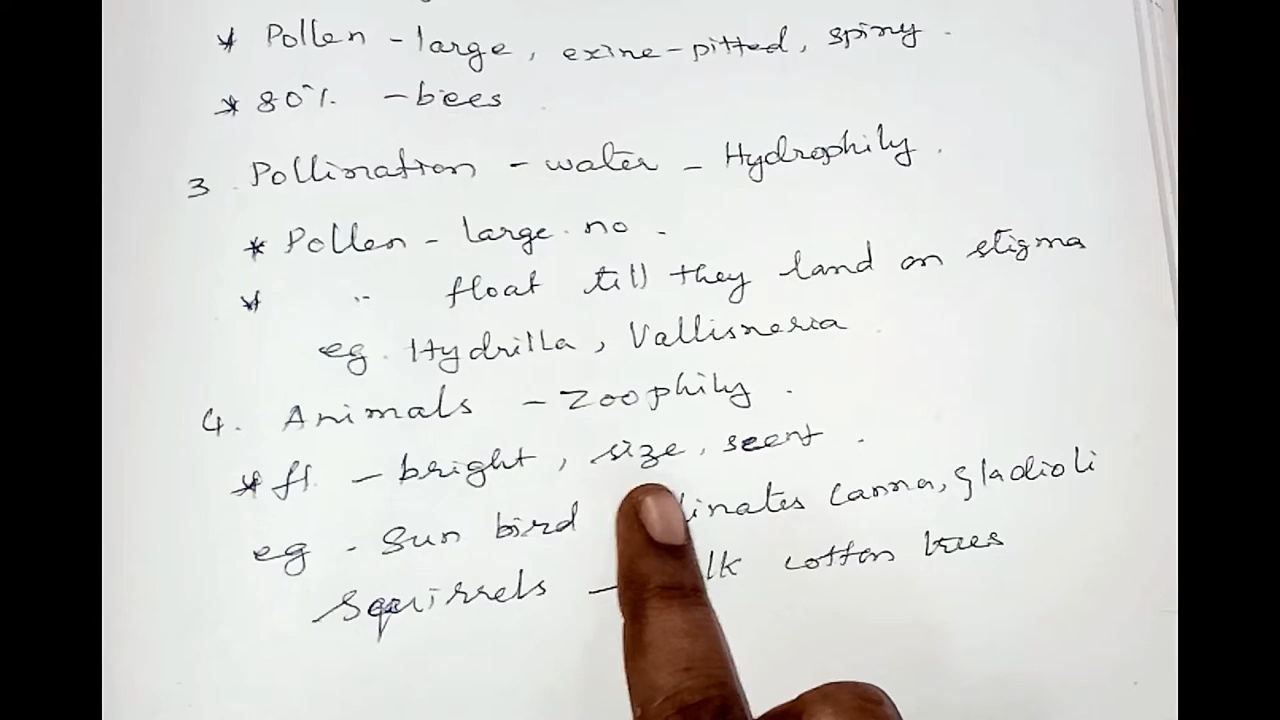 * Pollen - large, exine-pitted, spiny.
* 80% - bees
3. Pollination - water - Hydrophily.
* Pollen - large no.
* " float till they land on stigma
eg. Hydrilla, Vallisneria
4. Animals - Zoophily.
* fl. - bright, size, scent.
eg - Sun bird linates Canna, gladioli
Squirrels - lk cotton trees